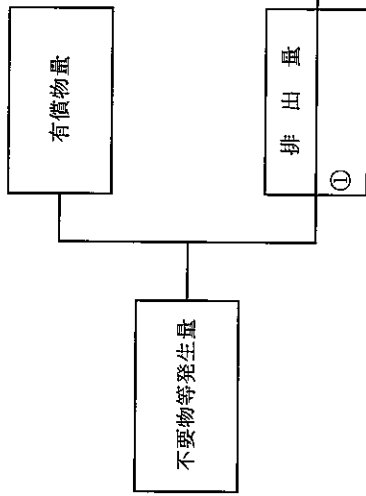 不要物等発生量
有償物量
排出量
①